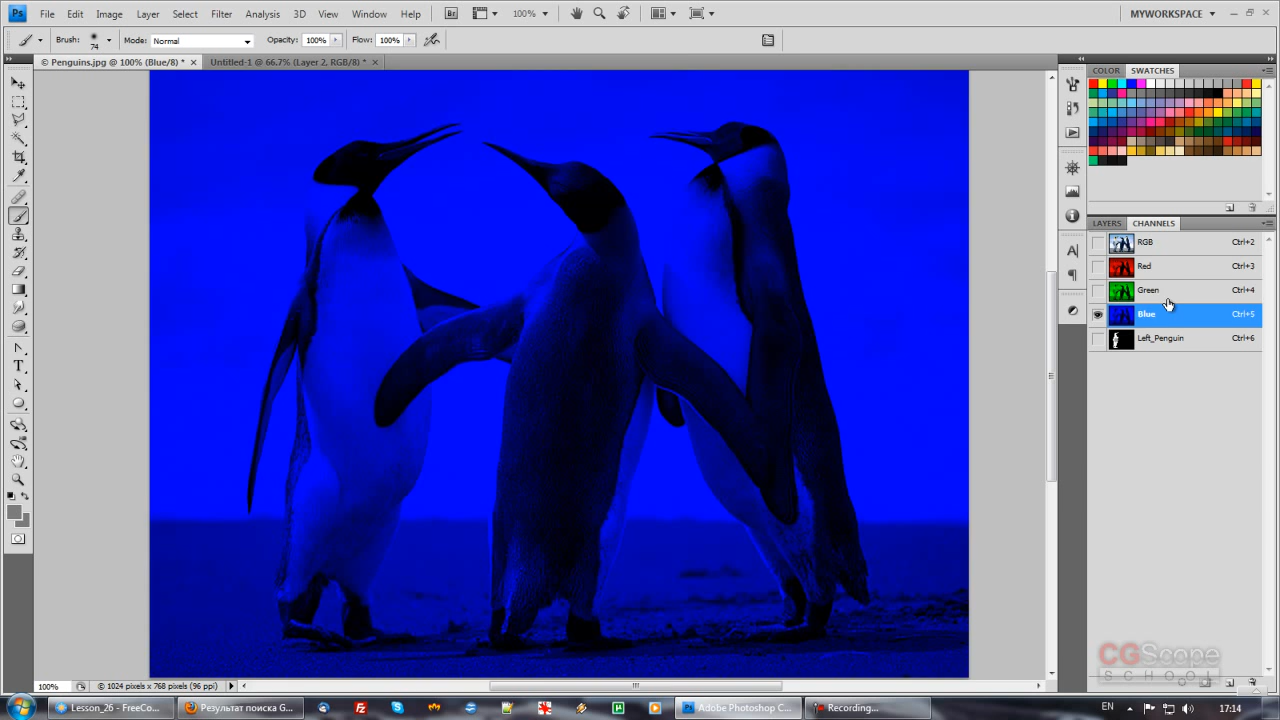 Ps File Edit Image Layer Select Filter Analysis 3D View Window Help Br 100% MYWORKSPACE
Brush: 74 Mode: Normal Opacity: 100% Flow: 100%
© Penguins.jpg @ 100% (Blue/8) * Untitled-1 @ 66.7% (Layer 2, RGB/8) *
COLOR SWATCHES
LAYERS CHANNELS
RGB Ctrl+2
Red Ctrl+3
Green Ctrl+4
Blue Ctrl+5
Left_Penguin Ctrl+6
CGScope
SCHOOL
100% © 1024 pixels x 768 pixels (96 ppi)
Lesson_26 - FreeCo... Результат поиска G... Adobe Photoshop C... Recording... EN 17:14